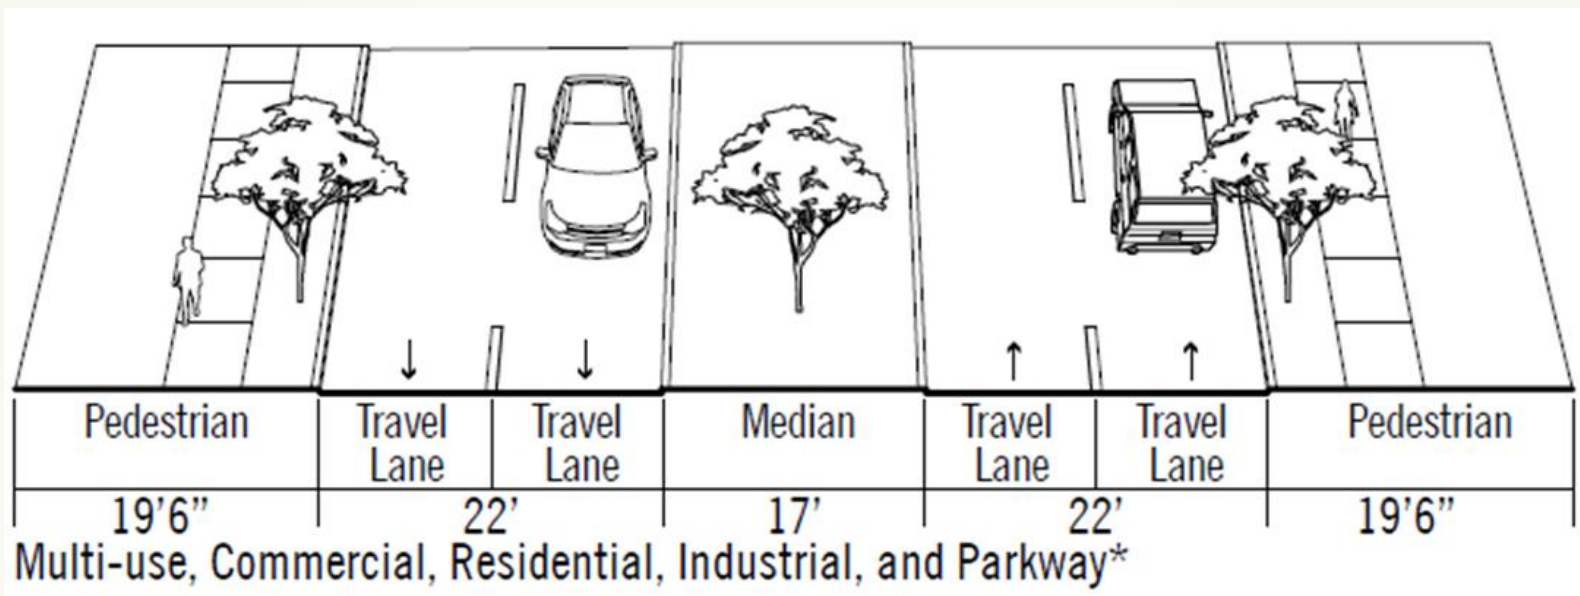 Pedestrian Travel Lane Travel Lane Median Travel Lane Travel Lane Pedestrian
19'6” 22' 17' 22' 19'6”
Multi-use, Commercial, Residential, Industrial, and Parkway*